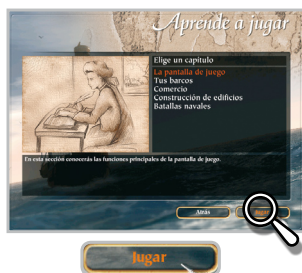 Aprende a jugar
Elige un capítulo
La pantalla de juego
Tus barcos
Comercio
Construcción de edificios
Batallas navales
En esta sección conocerás las funciones principales de la pantalla de juego.
Atrás
Jugar
Jugar